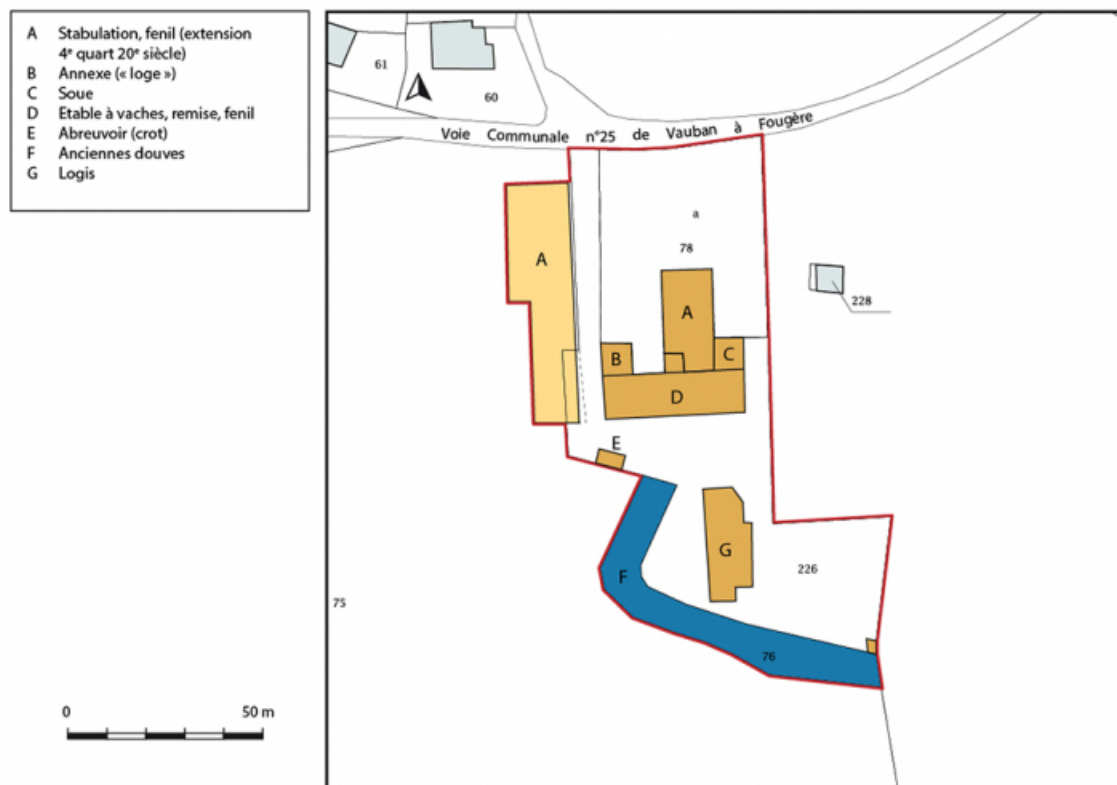 A Stabulation, fenil (extension
4e quart 20e siècle)
B Annexe (« loge »)
C Soue
D Etable à vaches, remise, fenil
E Abreuvoir (crot)
F Anciennes douves
G Logis
61
60
Voie Communale n°25 de Vauban à Fougère
a
78
A
A
228
B
C
D
E
G
F
226
75
76
0 50 m